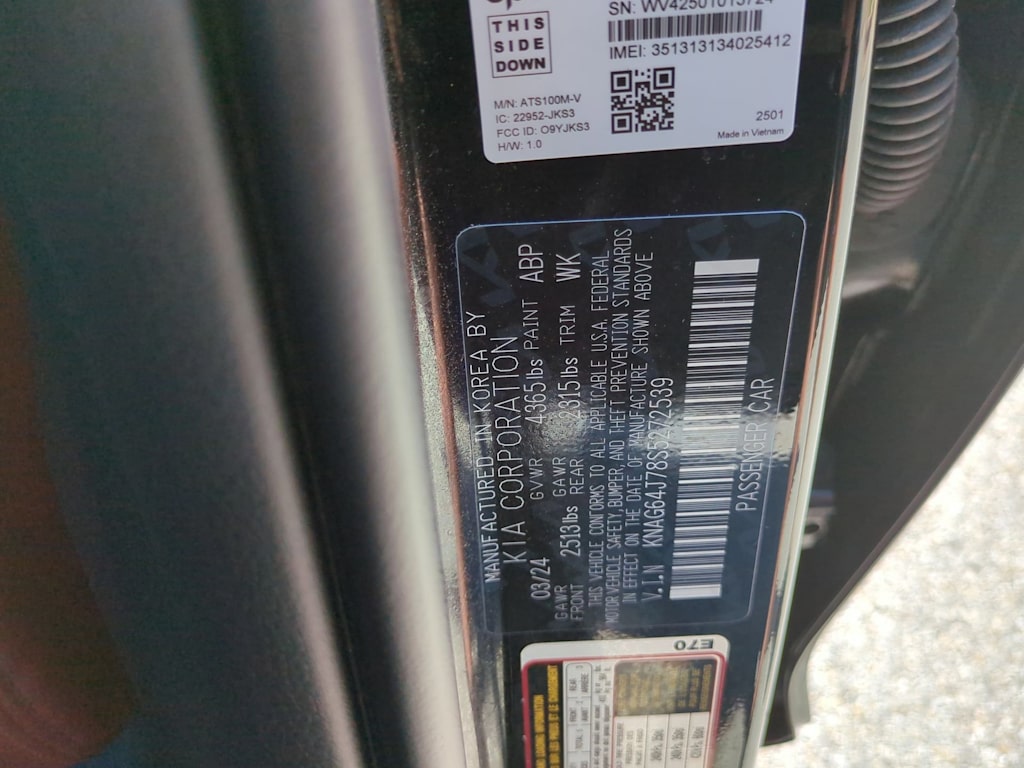 THIS
SIDE
DOWN
M/N: ATS100M-V
IC: 22952-JKS3
FCC ID: O9YJKS3
H/W: 1.0
SN: WV42501013724
IMEI: 351313134025412
2501
Made in Vietnam
MANUFACTURED IN KOREA BY
KIA CORPORATION
03/24 GVWR 4365lbs PAINT ABP
GAWR FRONT 2513lbs GAWR REAR 2315lbs TRIM WK
THIS VEHICLE CONFORMS TO ALL APPLICABLE U.S.A. FEDERAL
MOTOR VEHICLE SAFETY, BUMPER, AND THEFT PREVENTION STANDARDS
IN EFFECT ON THE DATE OF MANUFACTURE SHOWN ABOVE
V.I.N KNAG64J78S5272539
PASSENGER CAR
E70